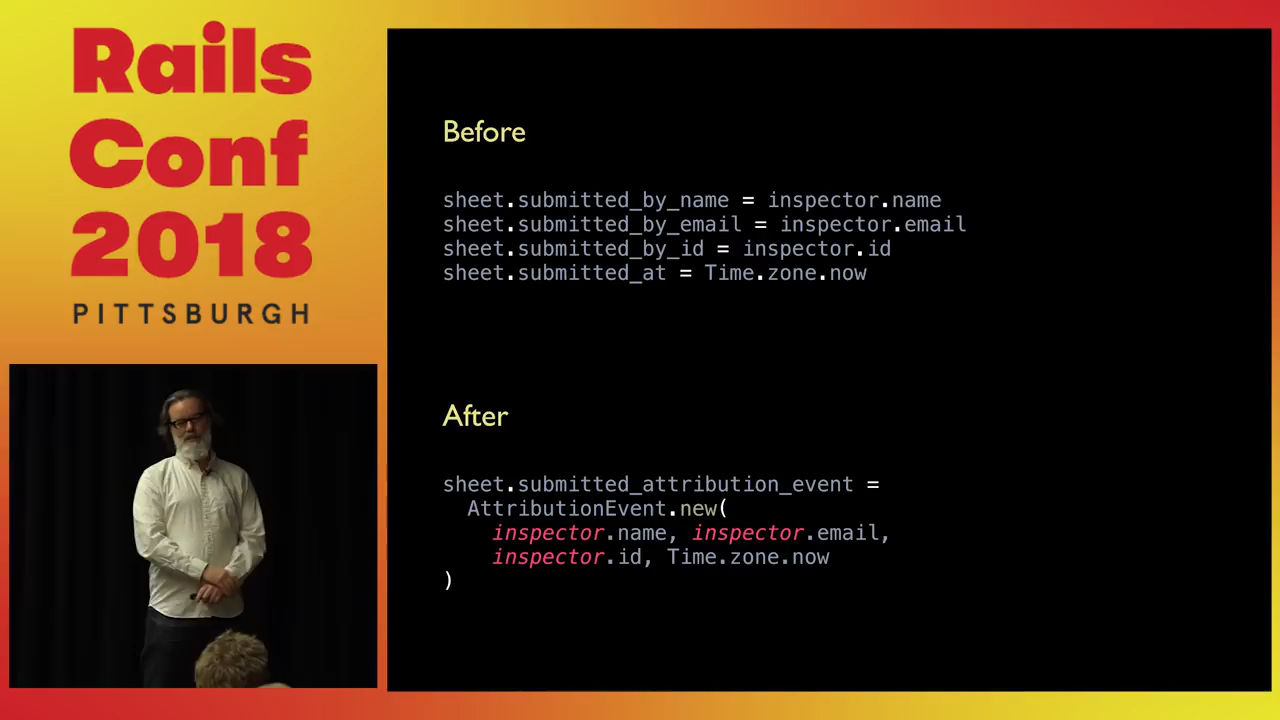 Rails
Conf
2018
PITTSBURGH
Before
sheet.submitted_by_name = inspector.name
sheet.submitted_by_email = inspector.email
sheet.submitted_by_id = inspector.id
sheet.submitted_at = Time.zone.now
After
sheet.submitted_attribution_event =
AttributionEvent.new(
inspector.name, inspector.email,
inspector.id, Time.zone.now
)